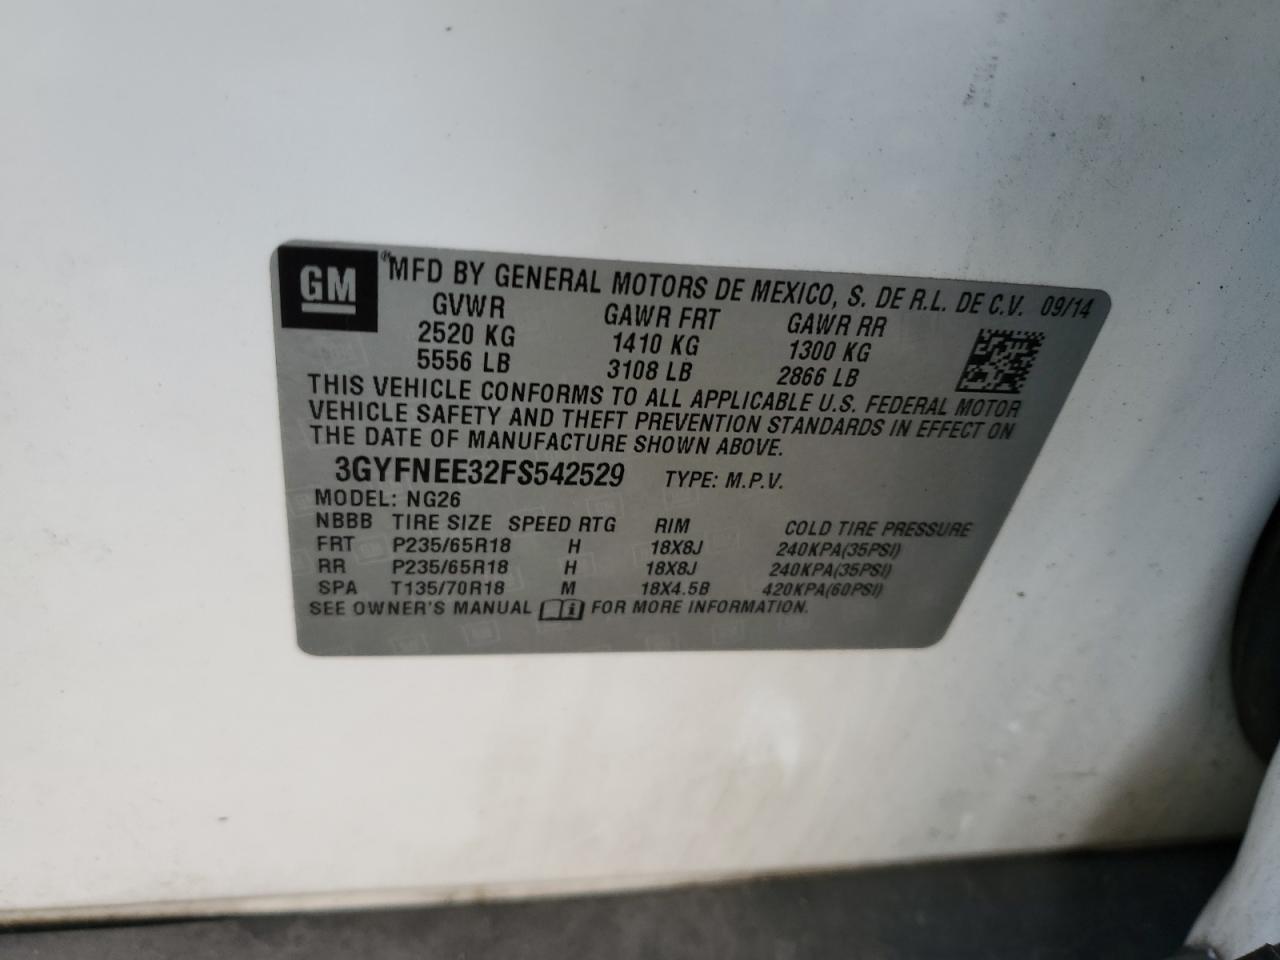 GM
® MFD BY GENERAL MOTORS DE MEXICO, S. DE R.L. DE C.V. 09/14
GVWR GAWR FRT GAWR RR
2520 KG 1410 KG 1300 KG
5556 LB 3108 LB 2866 LB
THIS VEHICLE CONFORMS TO ALL APPLICABLE U.S. FEDERAL MOTOR
VEHICLE SAFETY AND THEFT PREVENTION STANDARDS IN EFFECT ON
THE DATE OF MANUFACTURE SHOWN ABOVE.
3GYFNEE32FS542529 TYPE: M.P.V.
MODEL: NG26
NBBB TIRE SIZE SPEED RTG RIM COLD TIRE PRESSURE
FRT P235/65R18 H 18X8J 240KPA(35PSI)
RR P235/65R18 H 18X8J 240KPA(35PSI)
SPA T135/70R18 M 18X4.5B 420KPA(60PSI)
SEE OWNER'S MANUAL i FOR MORE INFORMATION.